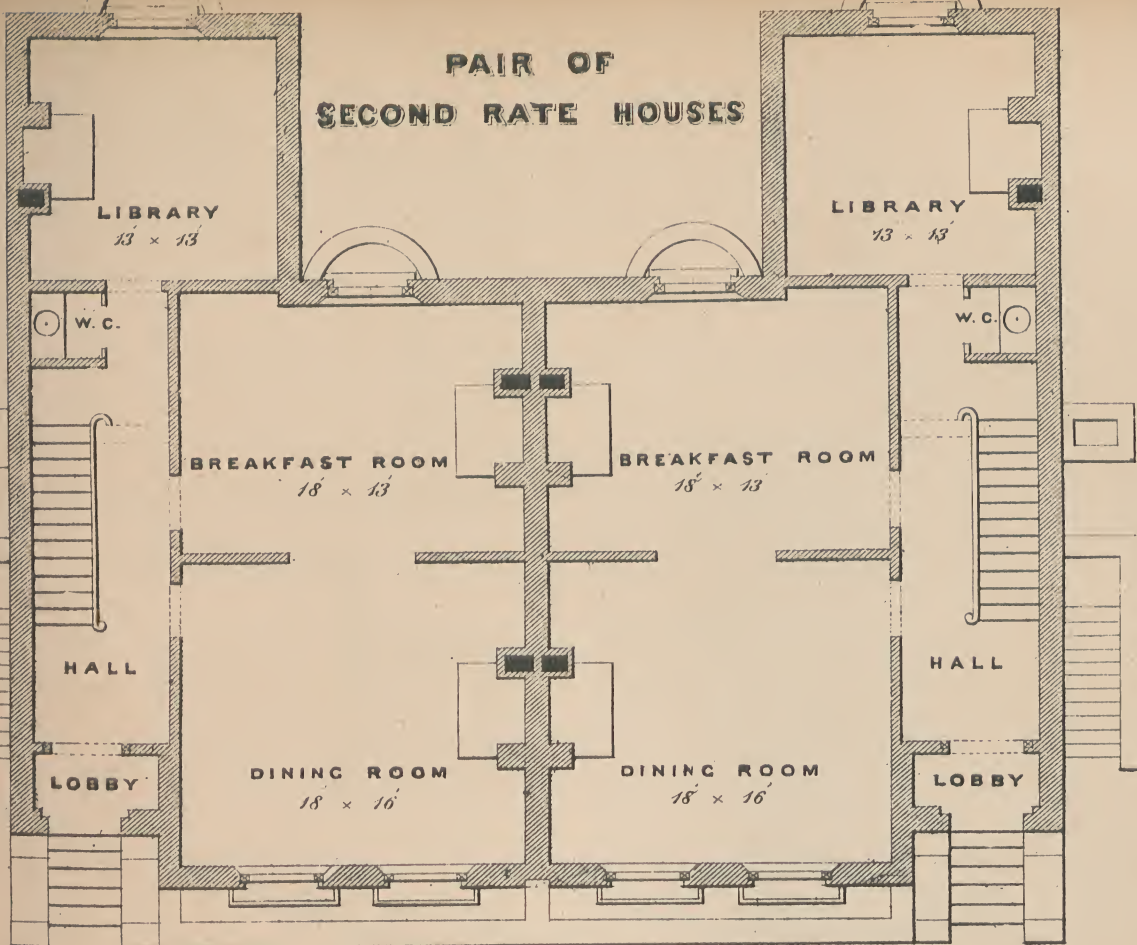 PAIR OF
SECOND RATE HOUSES
LIBRARY
13' × 13'
LIBRARY
13 × 13'
W.C.
W.C.
BREAKFAST ROOM
18' × 13'
BREAKFAST ROOM
18' × 13
HALL
HALL
DINING ROOM
18' × 16'
DINING ROOM
18' × 16'
LOBBY
LOBBY